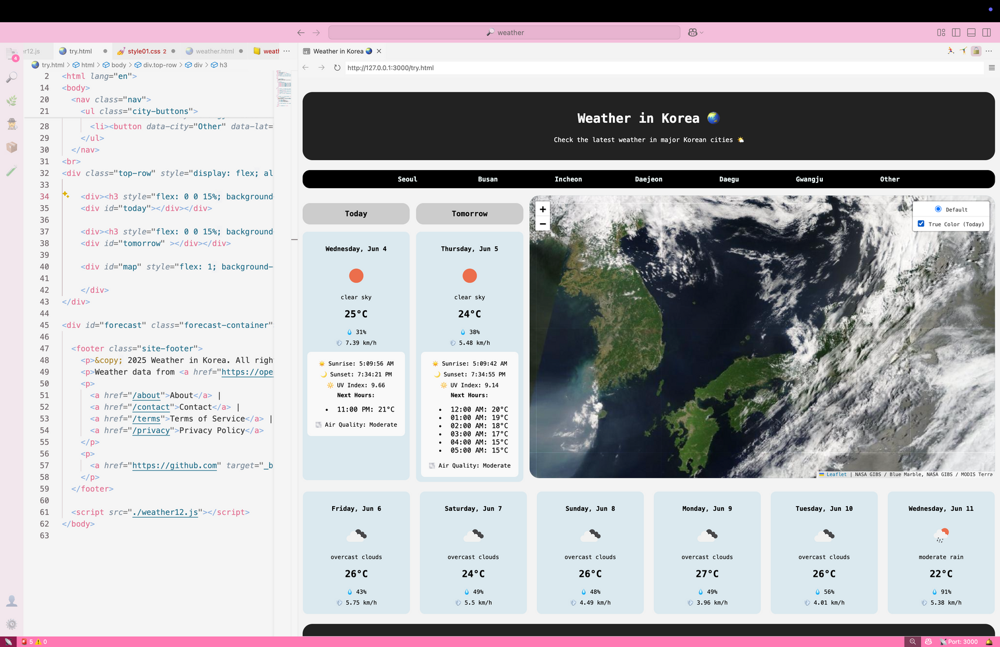 weather
r12.js
try.html
style01.css 2
weather.html
weath
4
try.html > html > body > div.top-row > div > h3
2 <html lang="en">
14 <body>
20 <nav class="nav">
21 <ul class="city-buttons">
28 <li><button data-city="Other" data-lat=
29 </ul>
30 </nav>
31 <br>
32 <div class="top-row" style="display: flex; al
33
34 <div><h3 style="flex: 0 0 15%; background
35 <div id="today"></div></div>
36
37 <div><h3 style="flex: 0 0 15%; background
38 <div id="tomorrow" ></div></div>
39
40 <div id="map" style="flex: 1; background-
41
42 </div>
43 </div>
44
45 <div id="forecast" class="forecast-container"
46
47 <footer class="site-footer">
48 <p>&copy; 2025 Weather in Korea. All righ
49 <p>Weather data from <a href="https://ope
50 <p>
51 <a href="/about">About</a> |
52 <a href="/contact">Contact</a> |
53 <a href="/terms">Terms of Service</a> |
54 <a href="/privacy">Privacy Policy</a>
55 </p>
56 <p>
57 <a href="https://github.com" target="_b
58 </p>
59 </footer>
60
61 <script src="./weather12.js"></script>
62 </body>
63
Weather in Korea 🌏
http://127.0.0.1:3000/try.html
Weather in Korea 🌏
Check the latest weather in major Korean cities 🌤️
Seoul Busan Incheon Daejeon Daegu Gwangju Other
Today
Wednesday, Jun 4
clear sky
25°C
💧 31%
💨 7.39 km/h
☀️ Sunrise: 5:09:56 AM
🌙 Sunset: 7:34:21 PM
🔆 UV Index: 9.66
Next Hours:
• 11:00 PM: 21°C
Air Quality: Moderate
Tomorrow
Thursday, Jun 5
clear sky
24°C
💧 38%
💨 5.48 km/h
☀️ Sunrise: 5:09:42 AM
🌙 Sunset: 7:34:55 PM
🔆 UV Index: 9.14
Next Hours:
• 12:00 AM: 20°C
• 01:00 AM: 19°C
• 02:00 AM: 18°C
• 03:00 AM: 17°C
• 04:00 AM: 15°C
• 05:00 AM: 15°C
Air Quality: Moderate
+
−
Default
True Color (Today)
Leaflet | NASA GIBS / Blue Marble, NASA GIBS / MODIS Terra
Friday, Jun 6
overcast clouds
26°C
💧 43%
💨 5.75 km/h
Saturday, Jun 7
overcast clouds
24°C
💧 49%
💨 5.5 km/h
Sunday, Jun 8
overcast clouds
26°C
💧 48%
💨 4.49 km/h
Monday, Jun 9
overcast clouds
27°C
💧 49%
💨 3.96 km/h
Tuesday, Jun 10
overcast clouds
26°C
💧 56%
💨 4.01 km/h
Wednesday, Jun 11
moderate rain
22°C
💧 91%
💨 5.38 km/h
5 0
Port: 3000